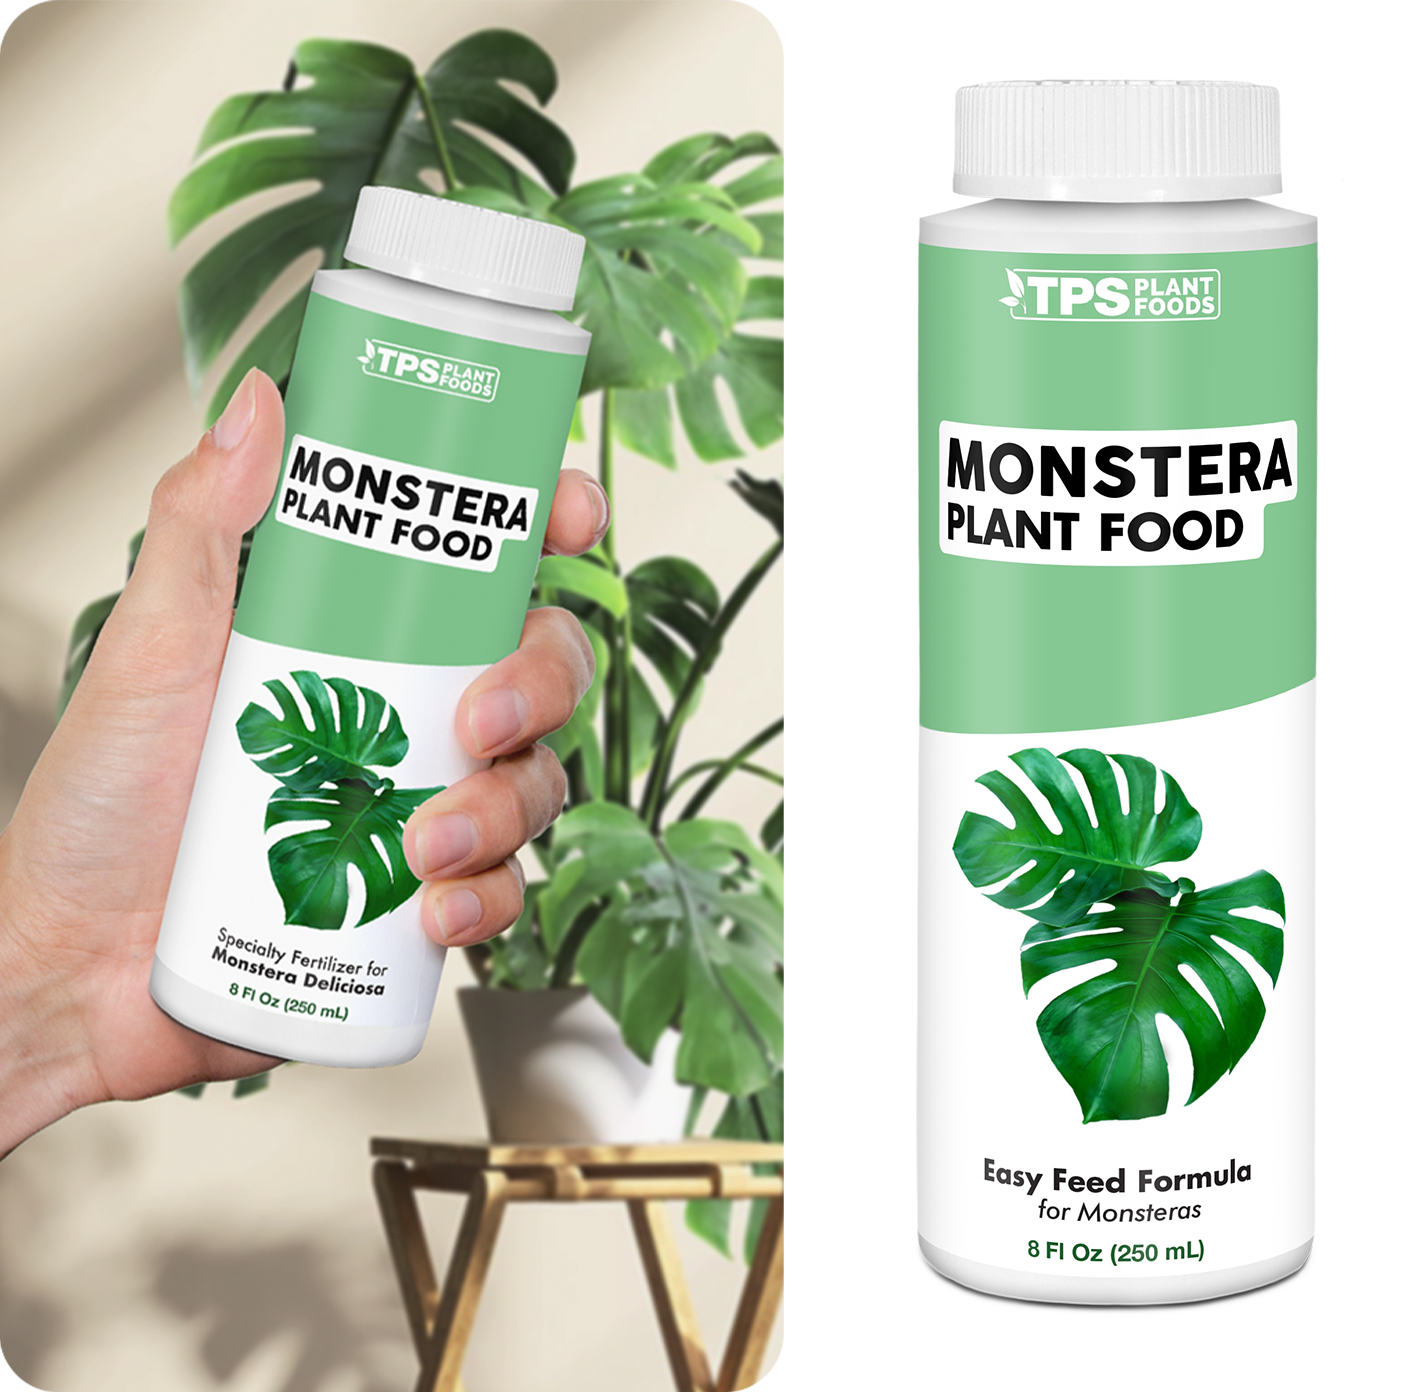 TPS PLANT
FOODS
MONSTERA
PLANT FOOD
Specialty Fertilizer for
Monstera Deliciosa
8 Fl Oz (250 mL)
TPS PLANT
FOODS
MONSTERA
PLANT FOOD
Easy Feed Formula
for Monsteras
8 Fl Oz (250 mL)